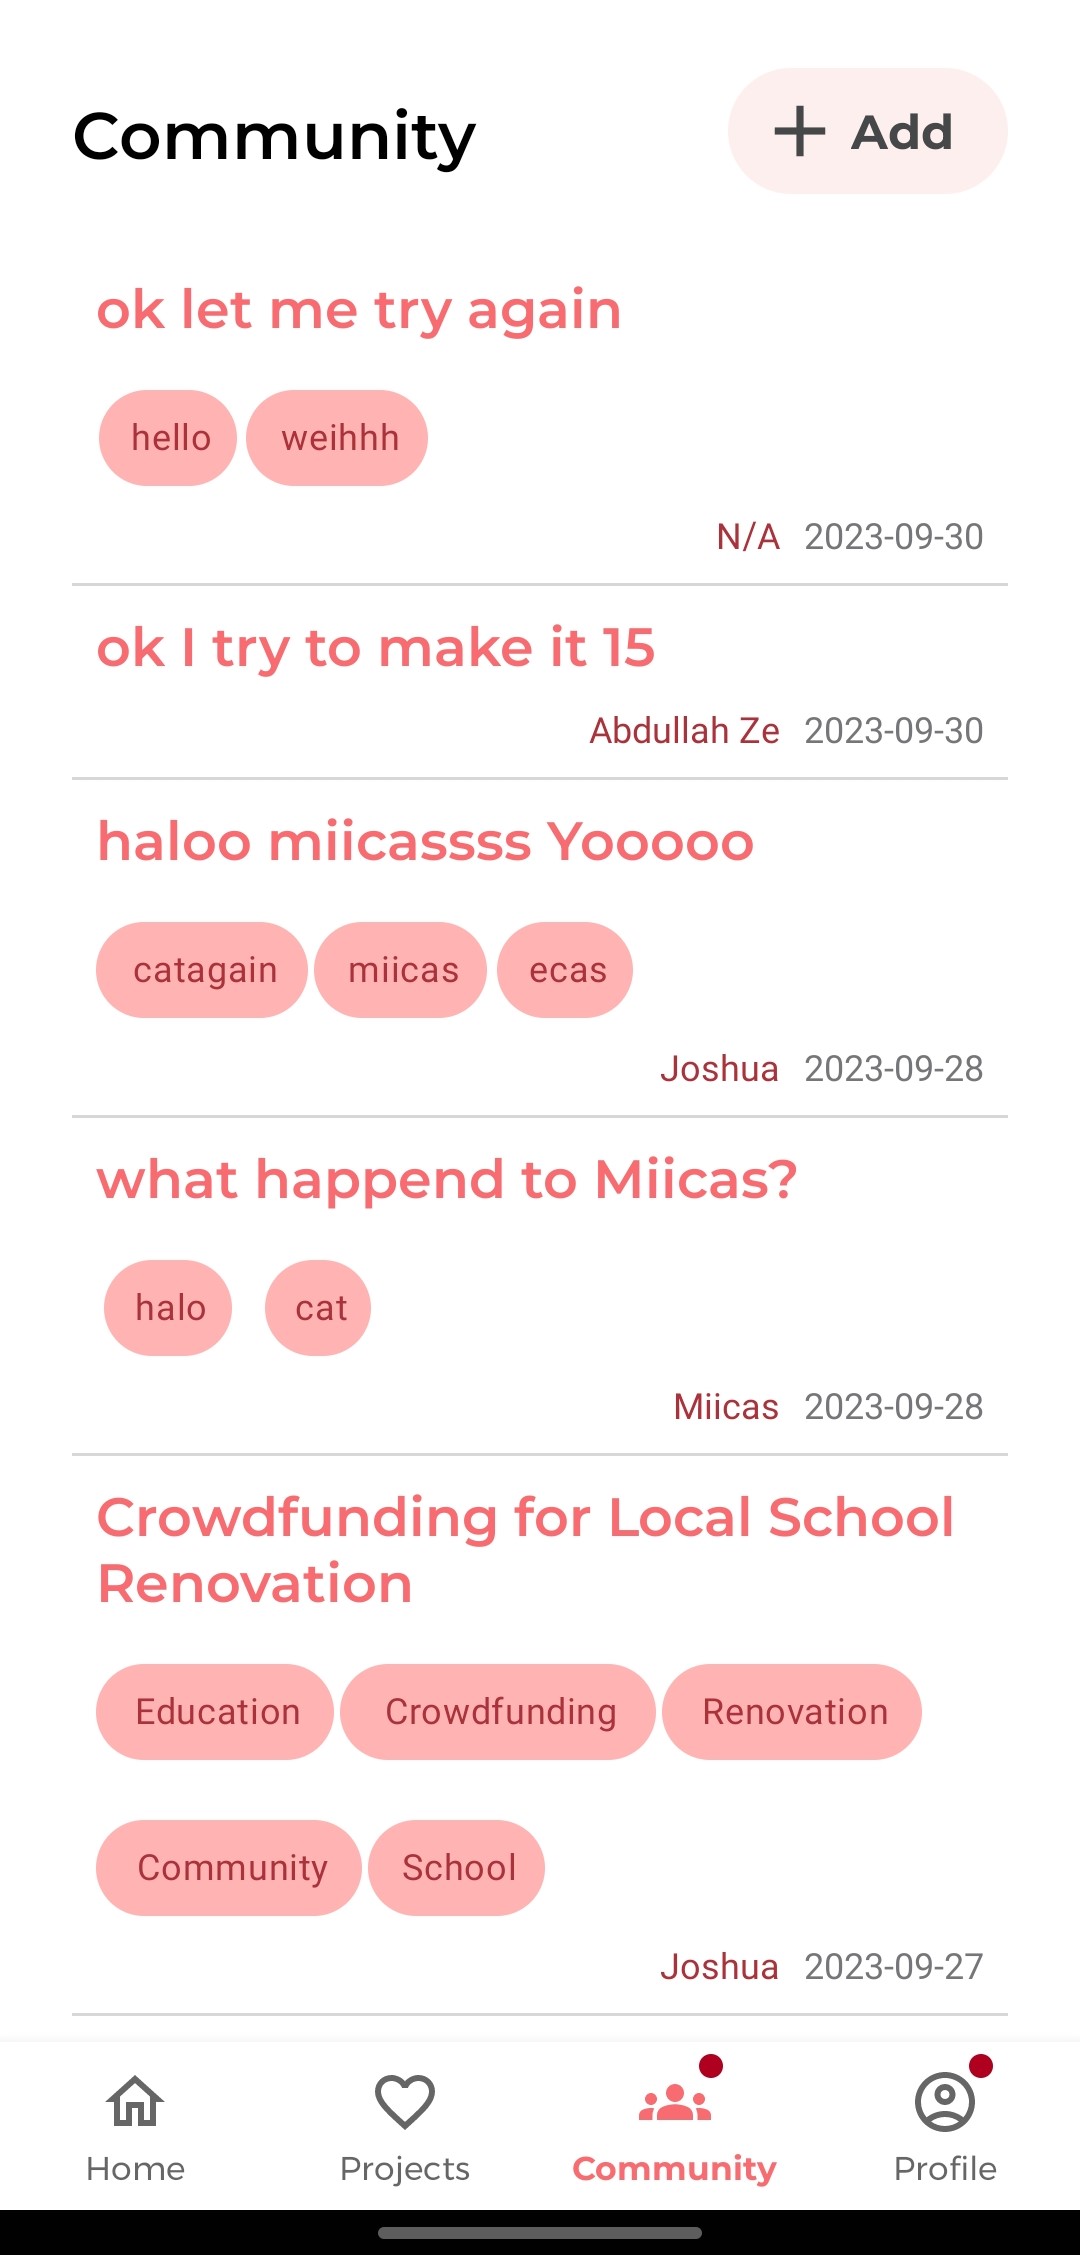 Community
+ Add
ok let me try again
hello weihhh
N/A 2023-09-30
ok I try to make it 15
Abdullah Ze 2023-09-30
haloo miicassss Yooooo
catagain miicas ecas
Joshua 2023-09-28
what happend to Miicas?
halo cat
Miicas 2023-09-28
Crowdfunding for Local School
Renovation
Education Crowdfunding Renovation
Community School
Joshua 2023-09-27
Home Projects Community Profile